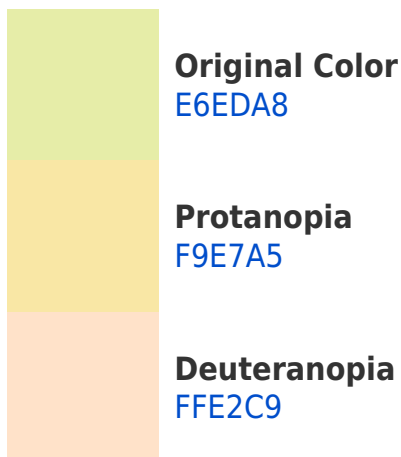 Original Color
E6EDA8
Protanopia
F9E7A5
Deuteranopia
FFE2C9